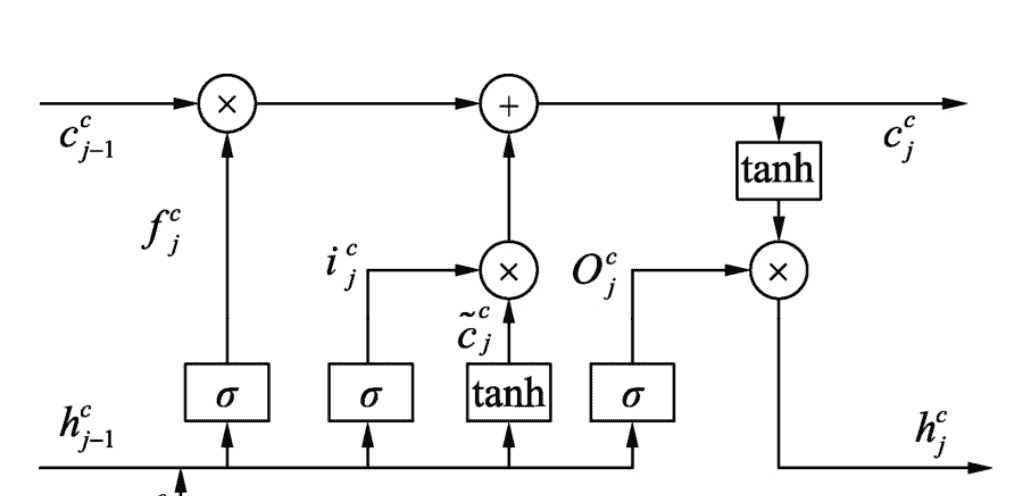 × +
c^c_{j-1} c^c_j
tanh
f^c_j i^c_j × O^c_j ×
c̃^c_j
σ σ tanh σ
h^c_{j-1} h^c_j
c